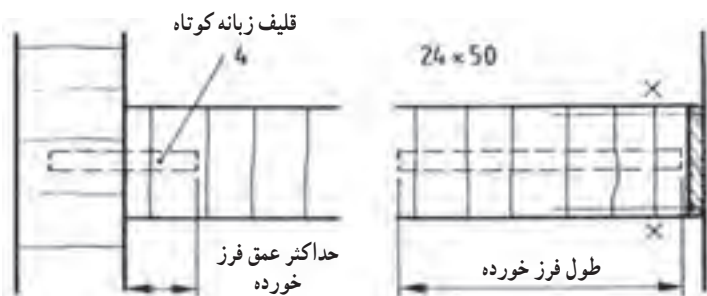 قلیف زبانه کوتاه
4
24 × 50
حداکثر عمق فرز
خورده
طول فرز خورده